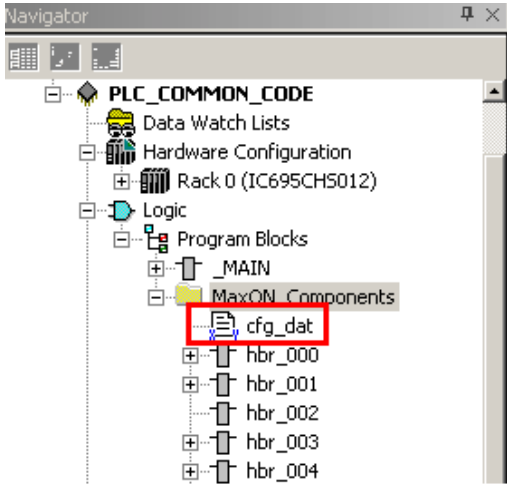 Navigator
PLC_COMMON_CODE
Data Watch Lists
Hardware Configuration
Rack 0 (IC695CHS012)
Logic
Program Blocks
_MAIN
MaxON_Components
cfg_dat
hbr_000
hbr_001
hbr_002
hbr_003
hbr_004